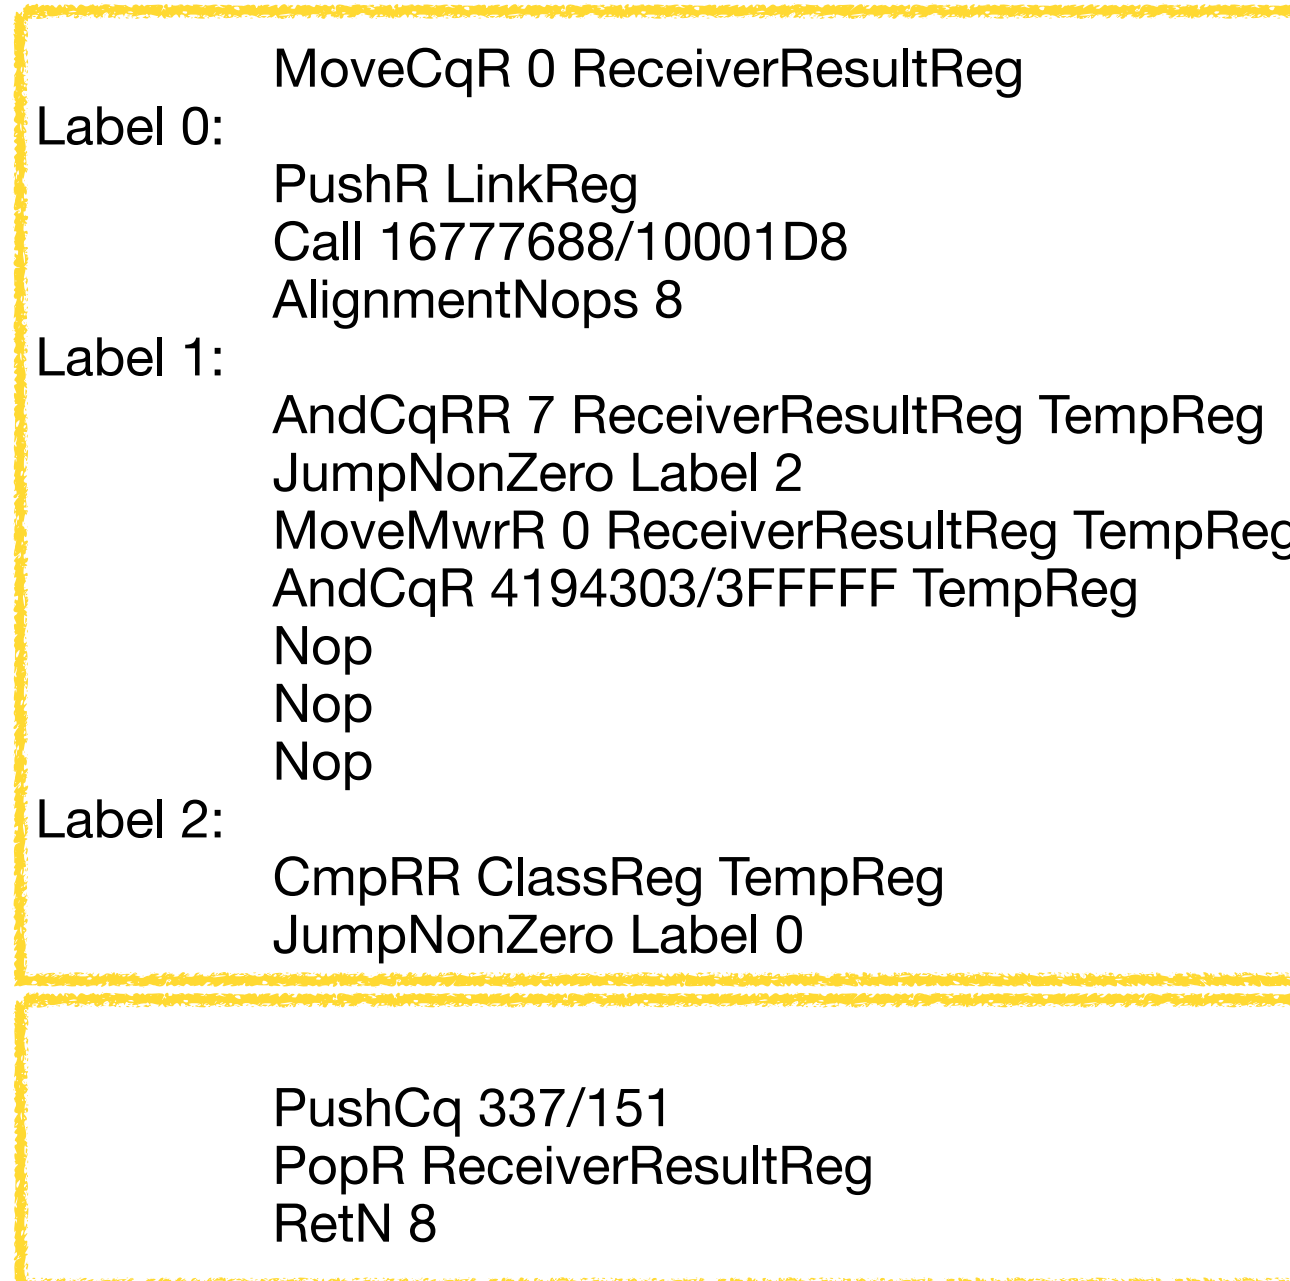 MoveCqR 0 ReceiverResultReg
Label 0:
PushR LinkReg
Call 16777688/10001D8
AlignmentNops 8
Label 1:
AndCqRR 7 ReceiverResultReg TempReg
JumpNonZero Label 2
MoveMwrR 0 ReceiverResultReg TempReg
AndCqR 4194303/3FFFFF TempReg
Nop
Nop
Nop
Label 2:
CmpRR ClassReg TempReg
JumpNonZero Label 0
PushCq 337/151
PopR ReceiverResultReg
RetN 8